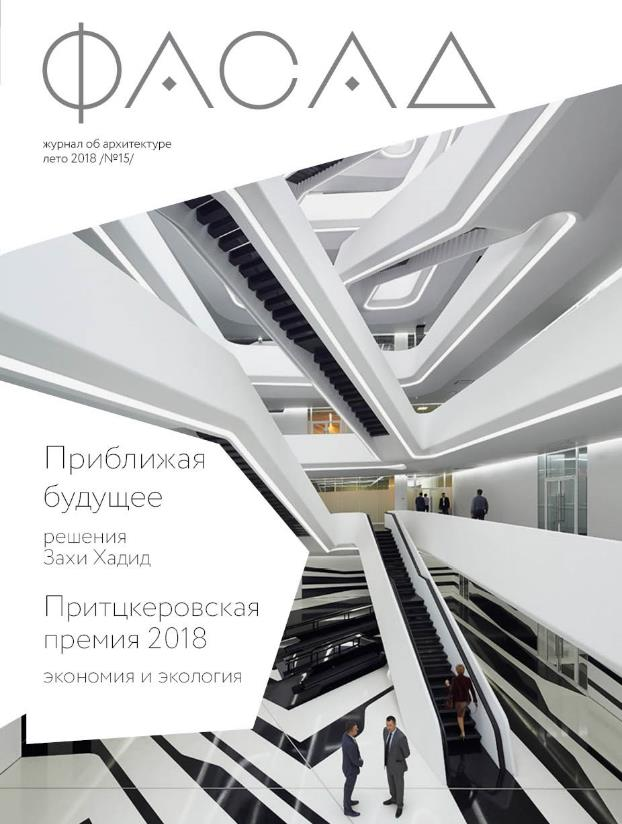 ФАСАД
журнал об архитектуре
лето 2018 /№15/
Приближая
будущее
решения
Захи Хадид
Притцкеровская
премия 2018
экономия и экология